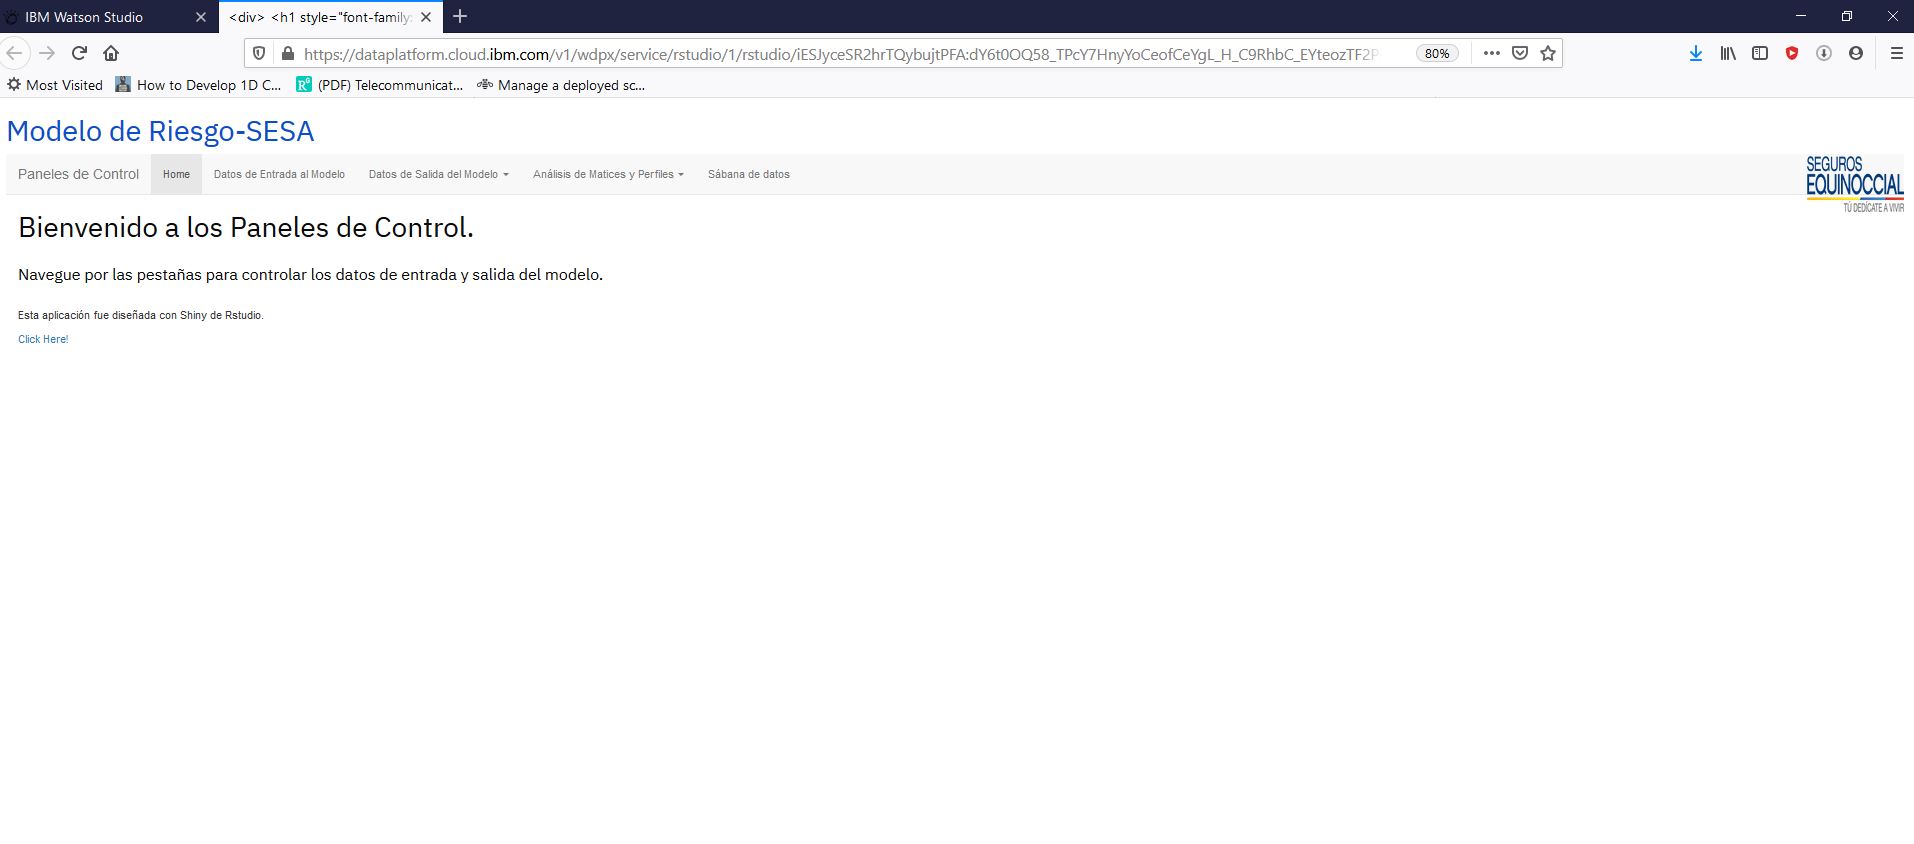 IBM Watson Studio
<div> <h1 style="font-family:
https://dataplatform.cloud.ibm.com/v1/wdpx/service/rstudio/1/rstudio/iESJyceSR2hrTQybujtPFA:dY6t0OQ58_TPcY7HnyYoCeofCeYgL_H_C9RhbC_EYteozTF2P
80%
Most Visited
How to Develop 1D C...
(PDF) Telecommunicat...
Manage a deployed sc...
Modelo de Riesgo-SESA
Paneles de Control
Home
Datos de Entrada al Modelo
Datos de Salida del Modelo
Análisis de Matices y Perfiles
Sábana de datos
SEGUROS
EQUINOCCIAL
TÚ DEDÍCATE A VIVIR
Bienvenido a los Paneles de Control.
Navegue por las pestañas para controlar los datos de entrada y salida del modelo.
Esta aplicación fue diseñada con Shiny de Rstudio.
Click Here!